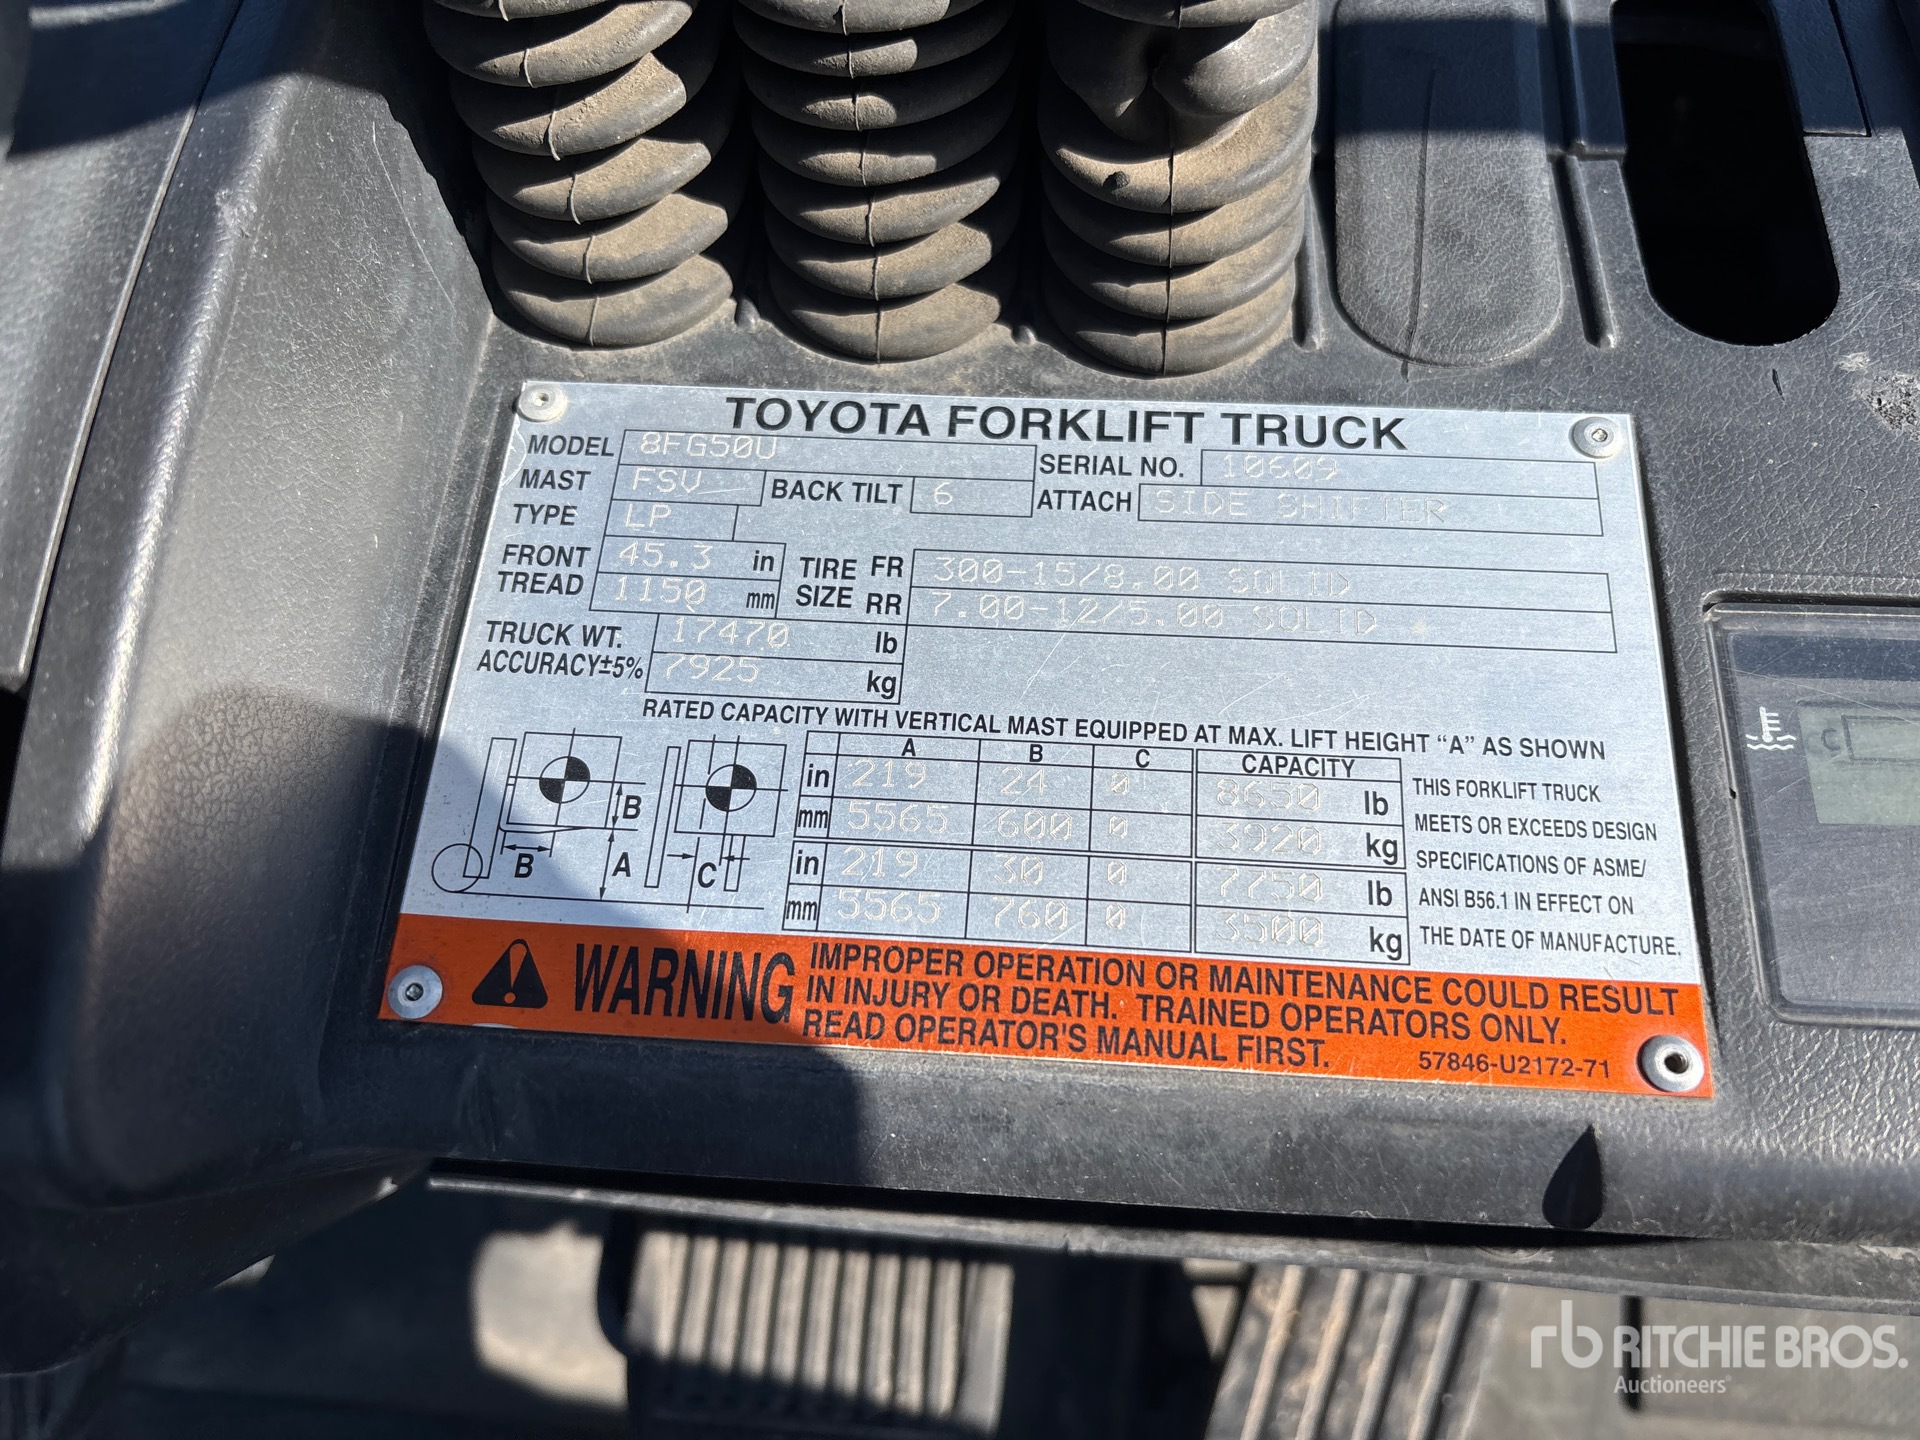 TOYOTA FORKLIFT TRUCK
MODEL 8FG50U
SERIAL NO. 10609
MAST FSV BACK TILT 6 ATTACH SIDE SHIFTER
TYPE LP
FRONT TREAD 45.3 in
1150 mm
TIRE SIZE FR 300-15/8.00 SOLID
RR 7.00-12/5.00 SOLID
TRUCK WT. 17470 lb
ACCURACY±5% 7925 kg
RATED CAPACITY WITH VERTICAL MAST EQUIPPED AT MAX. LIFT HEIGHT “A” AS SHOWN
A B C CAPACITY
in 219 24 0 8650 lb
mm 5565 600 0 3920 kg
in 219 30 0 7750 lb
mm 5565 760 0 3500 kg
B
B A C
THIS FORKLIFT TRUCK
MEETS OR EXCEEDS DESIGN
SPECIFICATIONS OF ASME/
ANSI B56.1 IN EFFECT ON
THE DATE OF MANUFACTURE.
WARNING
IMPROPER OPERATION OR MAINTENANCE COULD RESULT
IN INJURY OR DEATH. TRAINED OPERATORS ONLY.
READ OPERATOR'S MANUAL FIRST.
57846-U2172-71
C
rb RITCHIE BROS.
Auctioneers